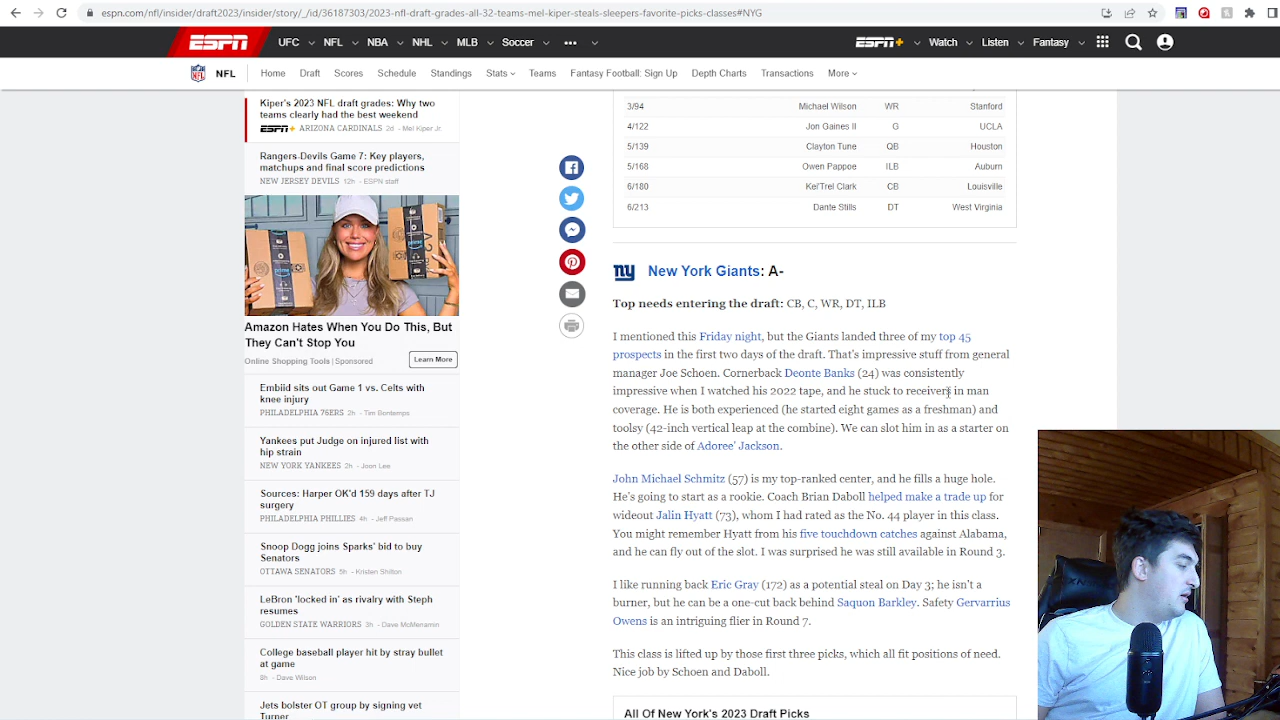 espn.com/nfl/insider/draft2023/insider/story/_/id/36187303/2023-nfl-draft-grades-all-32-teams-mel-kiper-steals-sleepers-favorite-picks-classes#NYG
ESPN UFC NFL NBA NHL MLB Soccer ••• ESPN+ Watch Listen Fantasy
NFL Home Draft Scores Schedule Standings Stats Teams Fantasy Football: Sign Up Depth Charts Transactions More
Kiper's 2023 NFL draft grades: Why two
teams clearly had the best weekend
ESPN+ ARIZONA CARDINALS 2d - Mel Kiper Jr.
Rangers-Devils Game 7: Key players,
matchups and final score predictions
NEW JERSEY DEVILS 12h - ESPN staff
Amazon Hates When You Do This, But
They Can't Stop You
Online Shopping Tools | Sponsored
Learn More
Embiid sits out Game 1 vs. Celts with
knee injury
PHILADELPHIA 76ERS 2h - Tim Bontemps
Yankees put Judge on injured list with
hip strain
NEW YORK YANKEES 2h - Joon Lee
Sources: Harper OK'd 159 days after TJ
surgery
PHILADELPHIA PHILLIES 4h - Jeff Passan
Snoop Dogg joins Sparks' bid to buy
Senators
OTTAWA SENATORS 5h - Kristen Shilton
LeBron 'locked in' as rivalry with Steph
resumes
GOLDEN STATE WARRIORS 3h - Dave McMenamin
College baseball player hit by stray bullet
at game
8h - Dave Wilson
Jets bolster OT group by signing vet
Turner
3/94 Michael Wilson WR Stanford
4/122 Jon Gaines II G UCLA
5/139 Clayton Tune QB Houston
5/168 Owen Pappoe ILB Auburn
6/180 Kel'Trel Clark CB Louisville
6/213 Dante Stills DT West Virginia
ny New York Giants: A-
Top needs entering the draft: CB, C, WR, DT, ILB
I mentioned this Friday night, but the Giants landed three of my top 45
prospects in the first two days of the draft. That's impressive stuff from general
manager Joe Schoen. Cornerback Deonte Banks (24) was consistently
impressive when I watched his 2022 tape, and he stuck to receivers in man
coverage. He is both experienced (he started eight games as a freshman) and
toolsy (42-inch vertical leap at the combine). We can slot him in as a starter on
the other side of Adoree' Jackson.
John Michael Schmitz (57) is my top-ranked center, and he fills a huge hole.
He's going to start as a rookie. Coach Brian Daboll helped make a trade up for
wideout Jalin Hyatt (73), whom I had rated as the No. 44 player in this class.
You might remember Hyatt from his five touchdown catches against Alabama,
and he can fly out of the slot. I was surprised he was still available in Round 3.
I like running back Eric Gray (172) as a potential steal on Day 3; he isn't a
burner, but he can be a one-cut back behind Saquon Barkley. Safety Gervarrius
Owens is an intriguing flier in Round 7.
This class is lifted up by those first three picks, which all fit positions of need.
Nice job by Schoen and Daboll.
All Of New York's 2023 Draft Picks